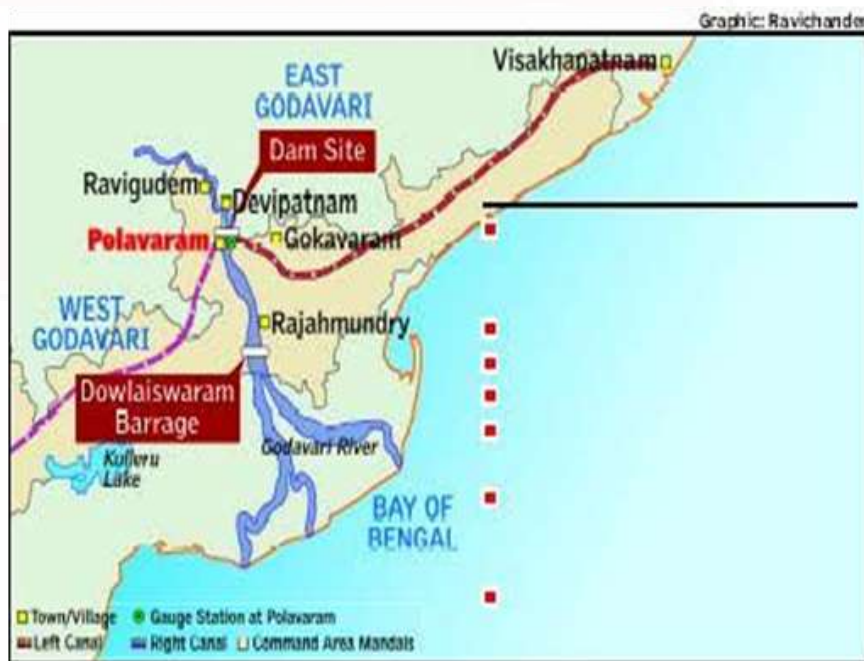 Graphic: Ravichander
Visakhapatnam
EAST
GODAVARI
Dam Site
Ravigudem
Devipatnam
Polavaram
Gokavaram
WEST
GODAVARI
Rajahmundry
Dowlaiswaram
Barrage
Godavari River
Kolleru
Lake
BAY OF
BENGAL
Town/Village
Gauge Station at Polavaram
Left Canal
Right Canal
Command Area Mandals